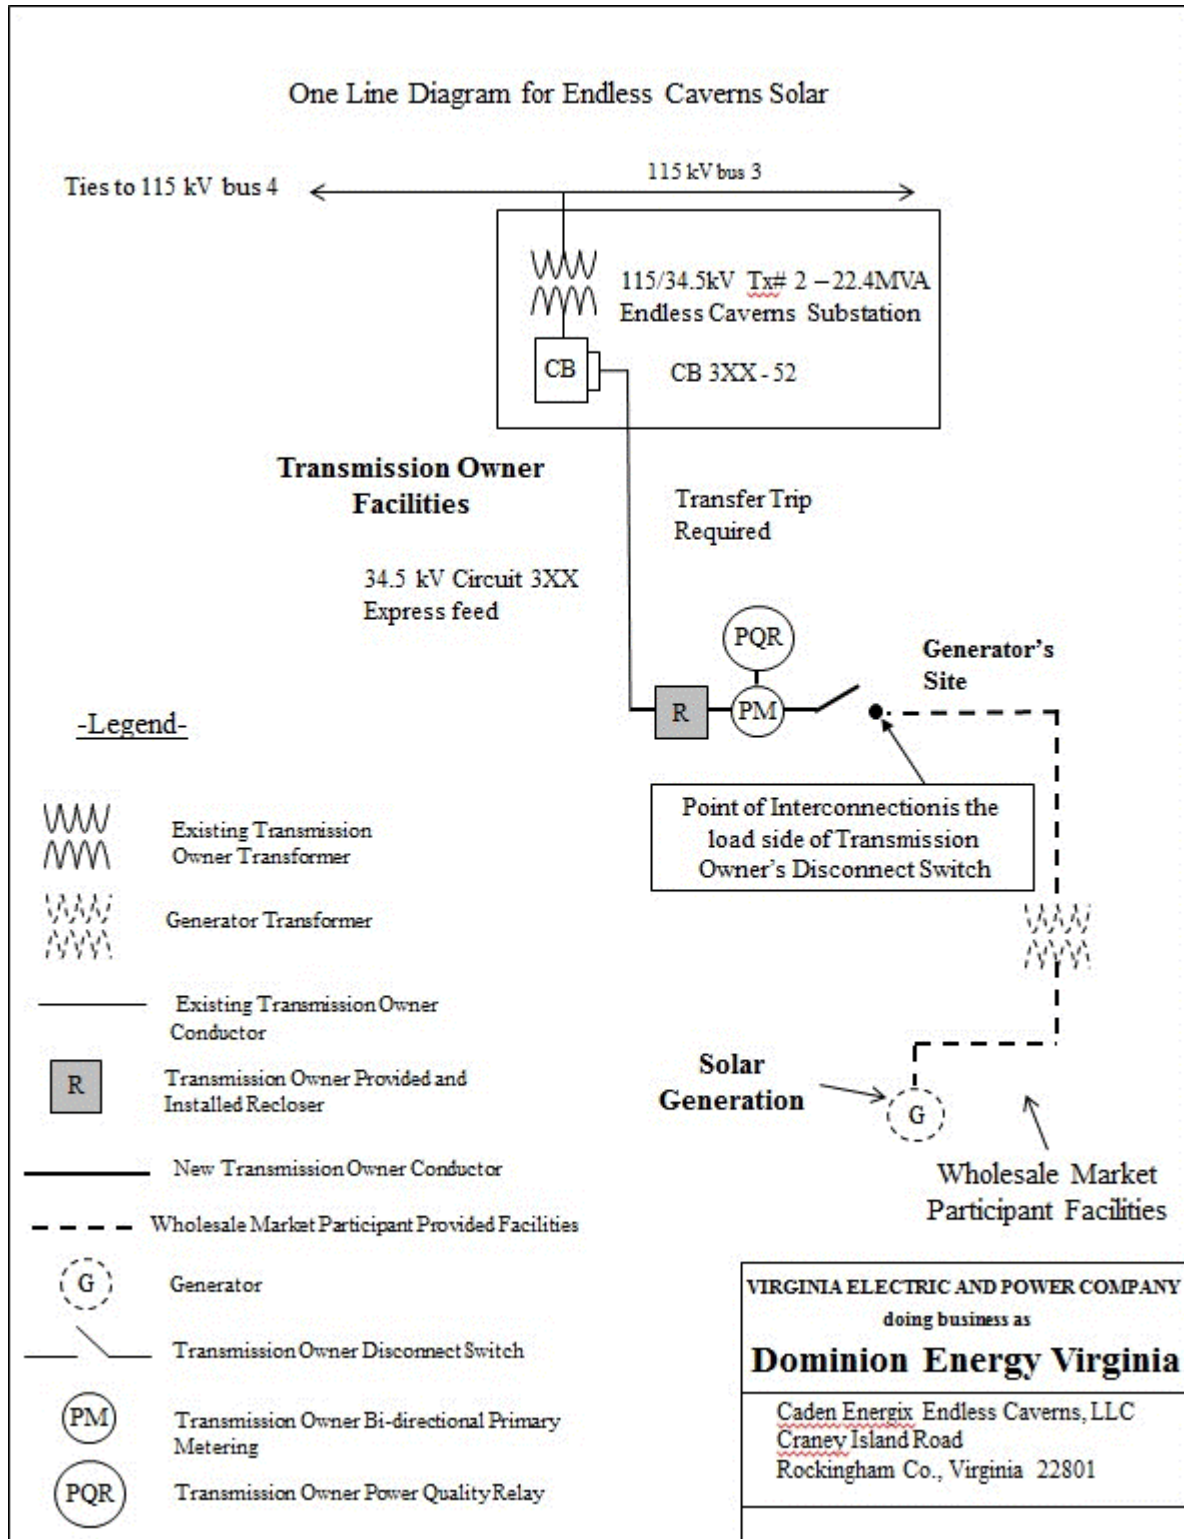 One Line Diagram for Endless Caverns Solar
Ties to 115 kV bus 4
115 kV bus 3
115/34.5kV Tx# 2 – 22.4MVA
Endless Caverns Substation
CB
CB 3XX - 52
Transmission Owner
Facilities
Transfer Trip
Required
34.5 kV Circuit 3XX
Express feed
PQR
Generator's
Site
R
PM
Point of Interconnectionis the
load side of Transmission
Owner's Disconnect Switch
Solar
Generation
G
Wholesale Market
Participant Facilities
-Legend-
Existing Transmission
Owner Transformer
Generator Transformer
Existing Transmission Owner
Conductor
R
Transmission Owner Provided and
Installed Recloser
New Transmission Owner Conductor
Wholesale Market Participant Provided Facilities
G
Generator
Transmission Owner Disconnect Switch
PM
Transmission Owner Bi-directional Primary
Metering
PQR
Transmission Owner Power Quality Relay
VIRGINIA ELECTRIC AND POWER COMPANY
doing business as
Dominion Energy Virginia
Caden Energix Endless Caverns, LLC
Craney Island Road
Rockingham Co., Virginia 22801